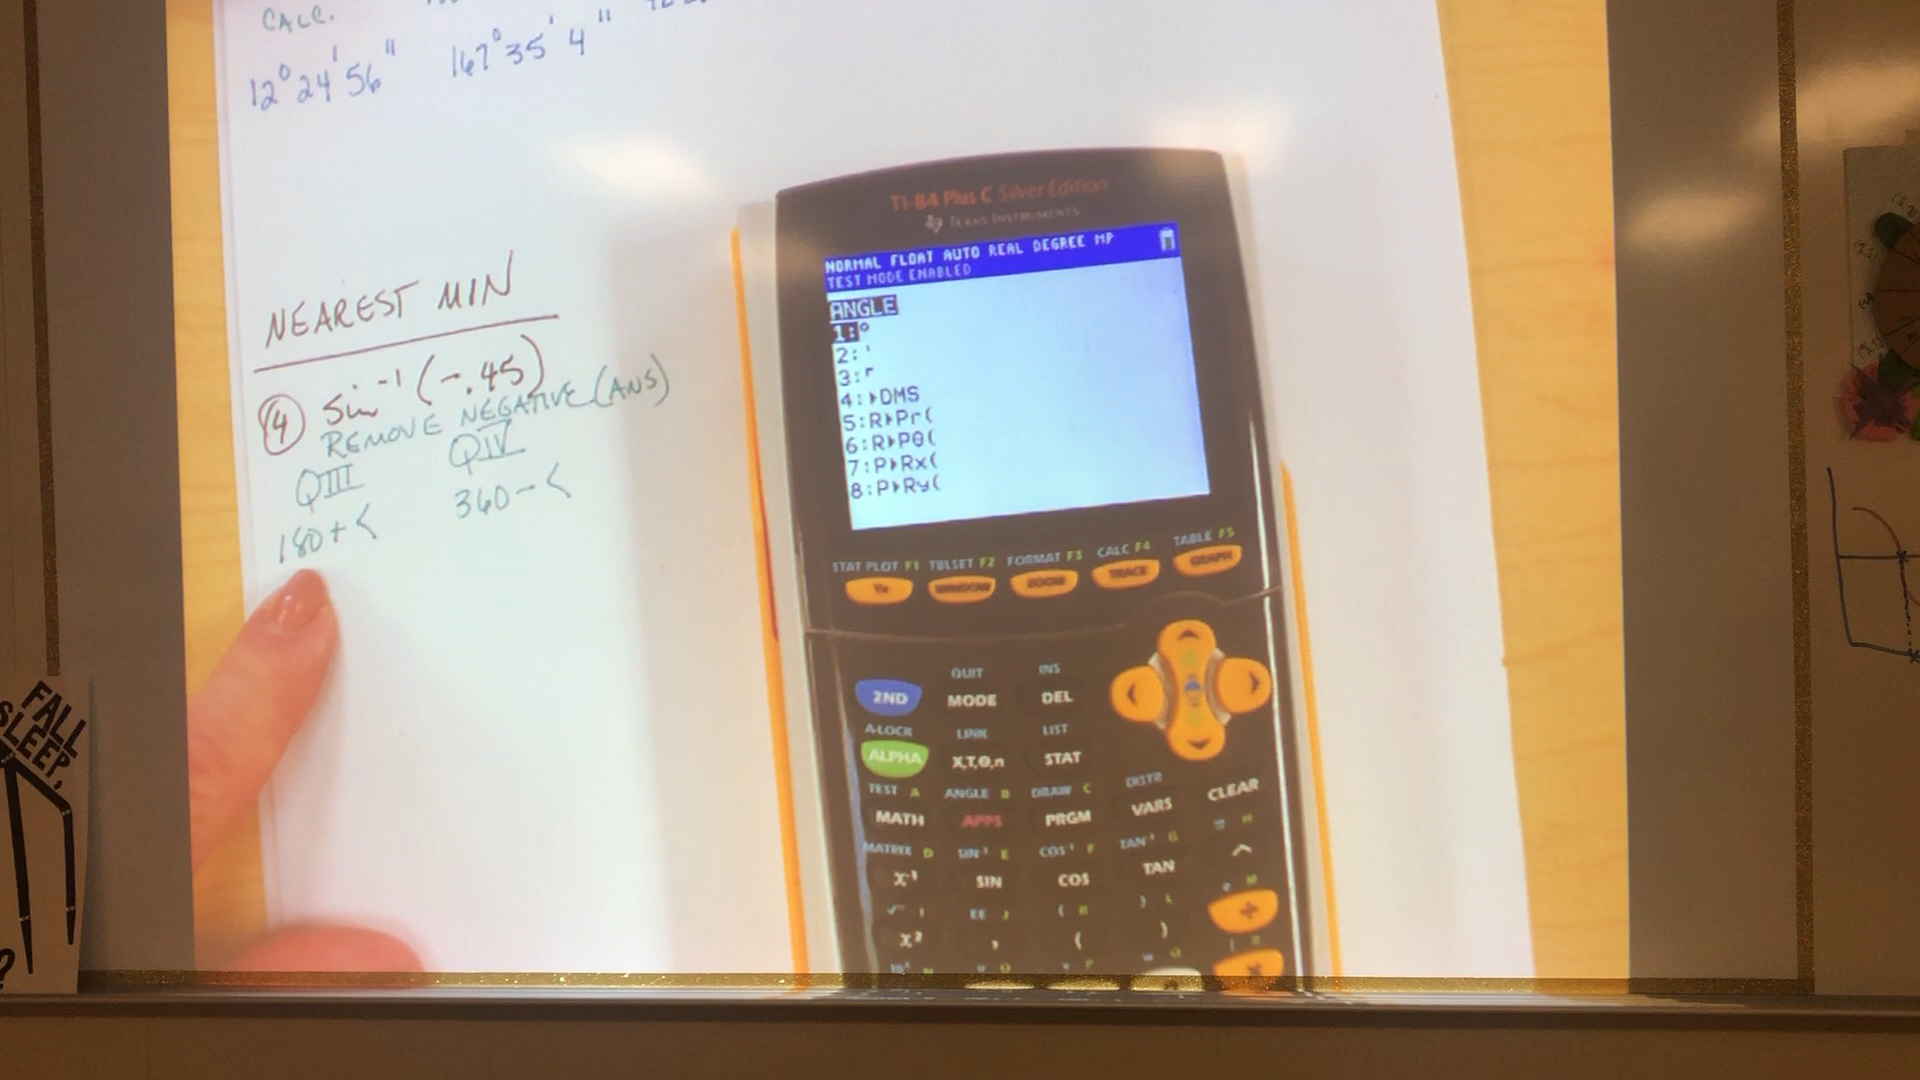 CALC.
12°24'56" 167°35'4"
NEAREST MIN
④ sin⁻¹(-.45)
REMOVE NEGATIVE (ANS)
QIII QIV
180+< 360-<
TI-84 Plus C Silver Edition
TEXAS INSTRUMENTS
NORMAL FLOAT AUTO REAL DEGREE MP
TEST MODE ENABLED
ANGLE
1:°
2:'
3:ʳ
4:▸DMS
5:R▸Pr(
6:R▸Pθ(
7:P▸Rx(
8:P▸Ry(
STAT PLOT F1 TBLSET F2 FORMAT F3 CALC F4 TABLE F5
Y= WINDOW ZOOM TRACE GRAPH
QUIT INS
2ND MODE DEL
A-LOCK LINK LIST
ALPHA X,T,θ,n STAT
TEST A ANGLE B DRAW C DISTR
MATH APPS PRGM VARS CLEAR
MATRIX D SIN⁻¹ E COS⁻¹ F TAN⁻¹ G π H
x⁻¹ SIN COS TAN ^
√ I EE J { K } L e M
x² , ( ) ÷
×
FALL
SLEEP,
?